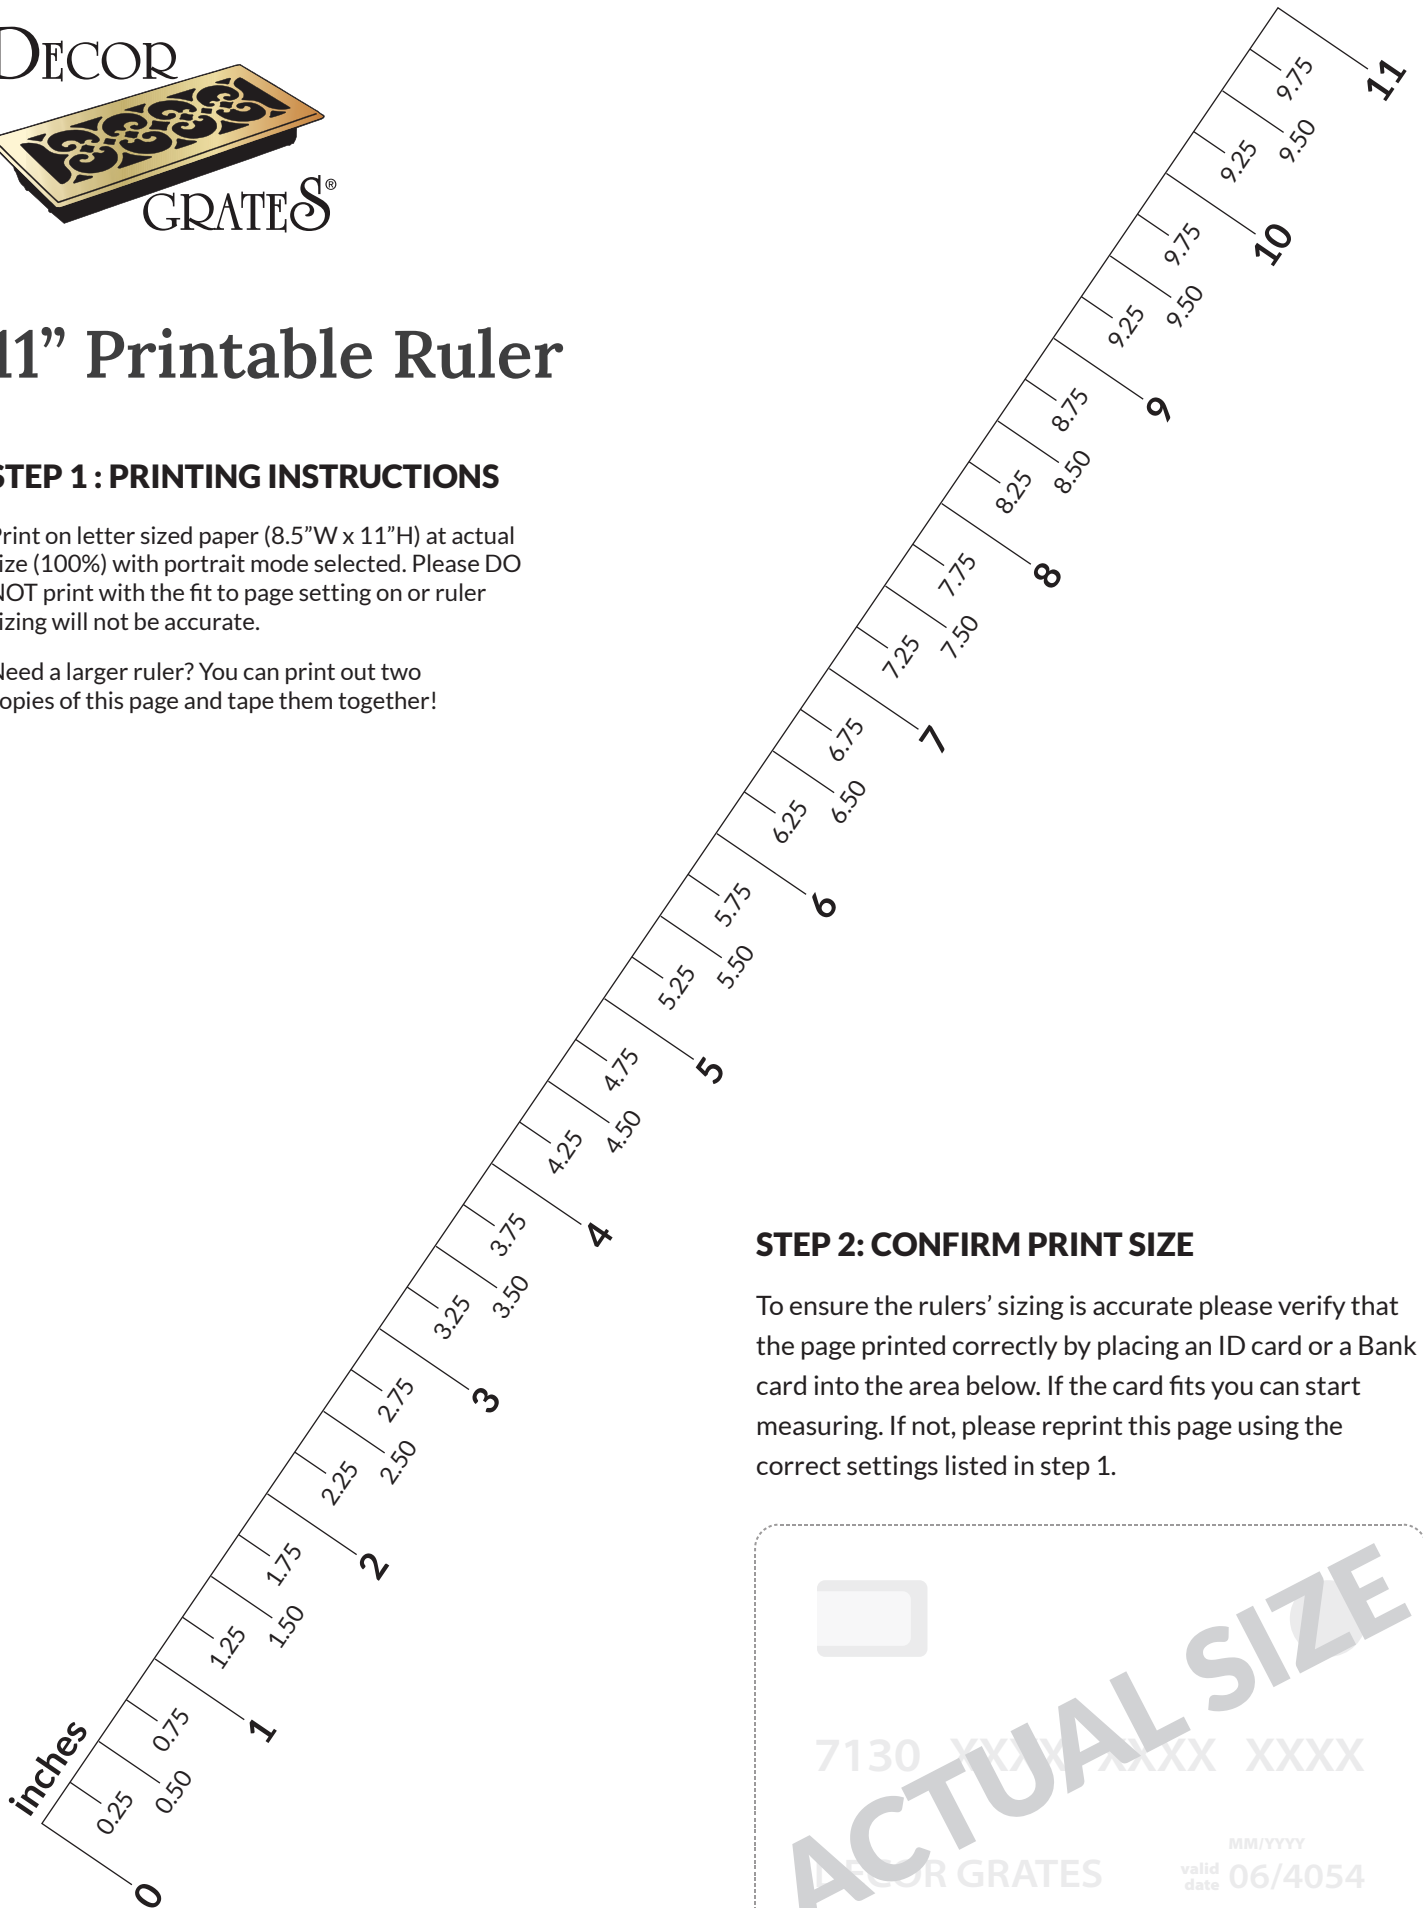 DECOR
GRATES®
11” Printable Ruler
STEP 1 : PRINTING INSTRUCTIONS
Print on letter sized paper (8.5”W x 11”H) at actual
size (100%) with portrait mode selected. Please DO
NOT print with the fit to page setting on or ruler
sizing will not be accurate.
Need a larger ruler? You can print out two
copies of this page and tape them together!
11
9.75
9.50
9.25
10
9.75
9.50
9.25
9
8.75
8.50
8.25
8
7.75
7.50
7.25
7
6.75
6.50
6.25
6
5.75
5.50
5.25
5
4.75
4.50
4.25
4
3.75
3.50
3.25
3
2.75
2.50
2.25
2
1.75
1.50
1.25
1
0.75
0.50
0.25
0
inches
STEP 2: CONFIRM PRINT SIZE
To ensure the rulers’ sizing is accurate please verify that
the page printed correctly by placing an ID card or a Bank
card into the area below. If the card fits you can start
measuring. If not, please reprint this page using the
correct settings listed in step 1.
ACTUAL SIZE
7130 XXXX XXXX XXXX
MM/YYYY
valid date 06/4054
DECOR GRATES